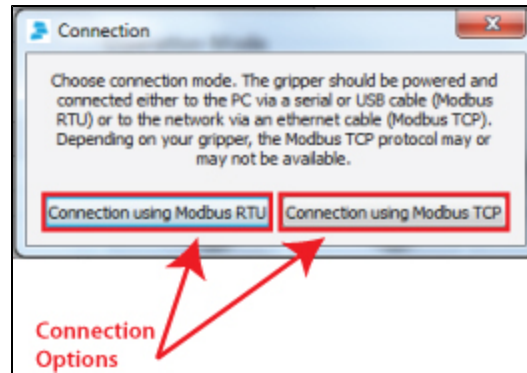 Connection
Choose connection mode. The gripper should be powered and
connected either to the PC via a serial or USB cable (Modbus
RTU) or to the network via an ethernet cable (Modbus TCP).
Depending on your gripper, the Modbus TCP protocol may or
may not be available.
Connection using Modbus RTU
Connection using Modbus TCP
Connection
Options